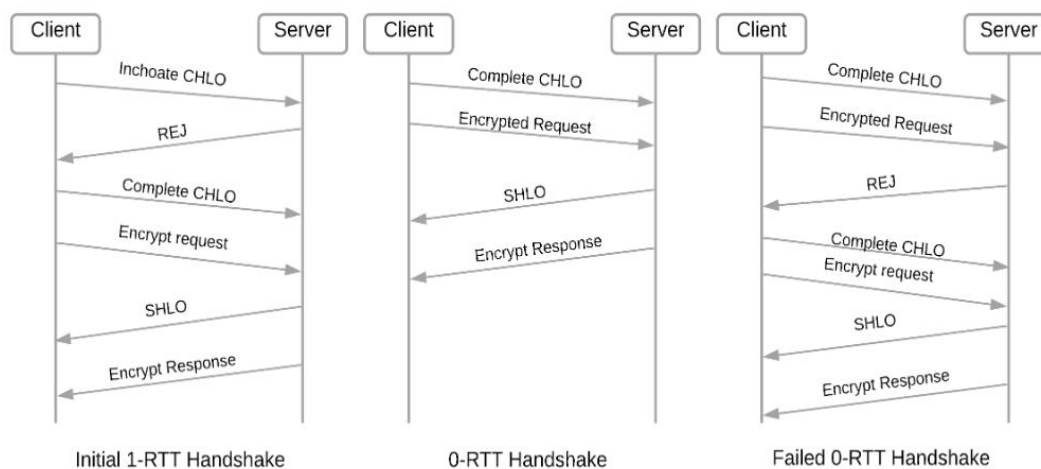 Client
Server
Inchoate CHLO
REJ
Complete CHLO
Encrypt request
SHLO
Encrypt Response
Initial 1-RTT Handshake
Client
Server
Complete CHLO
Encrypted Request
SHLO
Encrypt Response
0-RTT Handshake
Client
Server
Complete CHLO
Encrypted Request
REJ
Complete CHLO
Encrypt request
SHLO
Encrypt Response
Failed 0-RTT Handshake